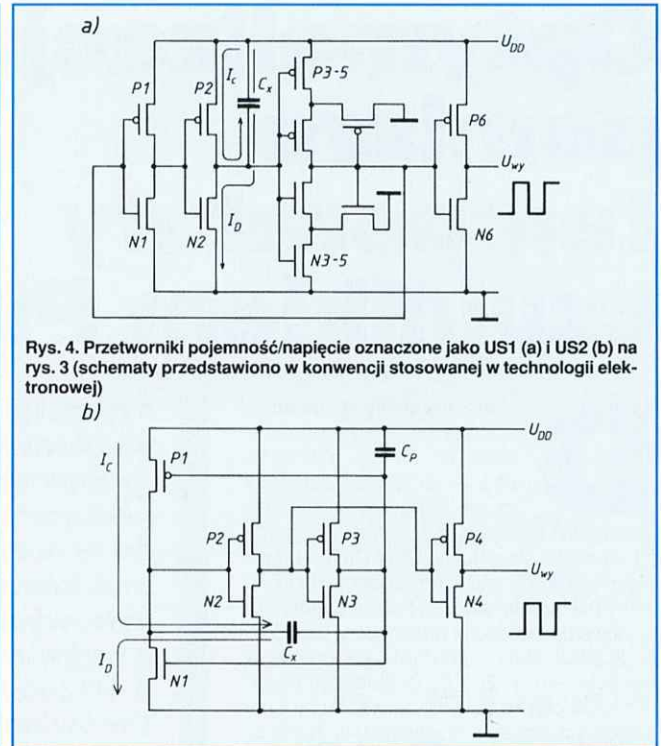 a)
U_DD
P1
P2
I_c
C_x
P3-5
P6
U_wy
I_D
N1
N2
N3-5
N6
Rys. 4. Przetworniki pojemność/napięcie oznaczone jako US1 (a) i US2 (b) na
rys. 3 (schematy przedstawiono w konwencji stosowanej w technologii elek-
tronowej)
b)
U_DD
I_C
P1
C_P
P2
P3
P4
U_wy
N2
N3
N4
C_x
I_D
N1